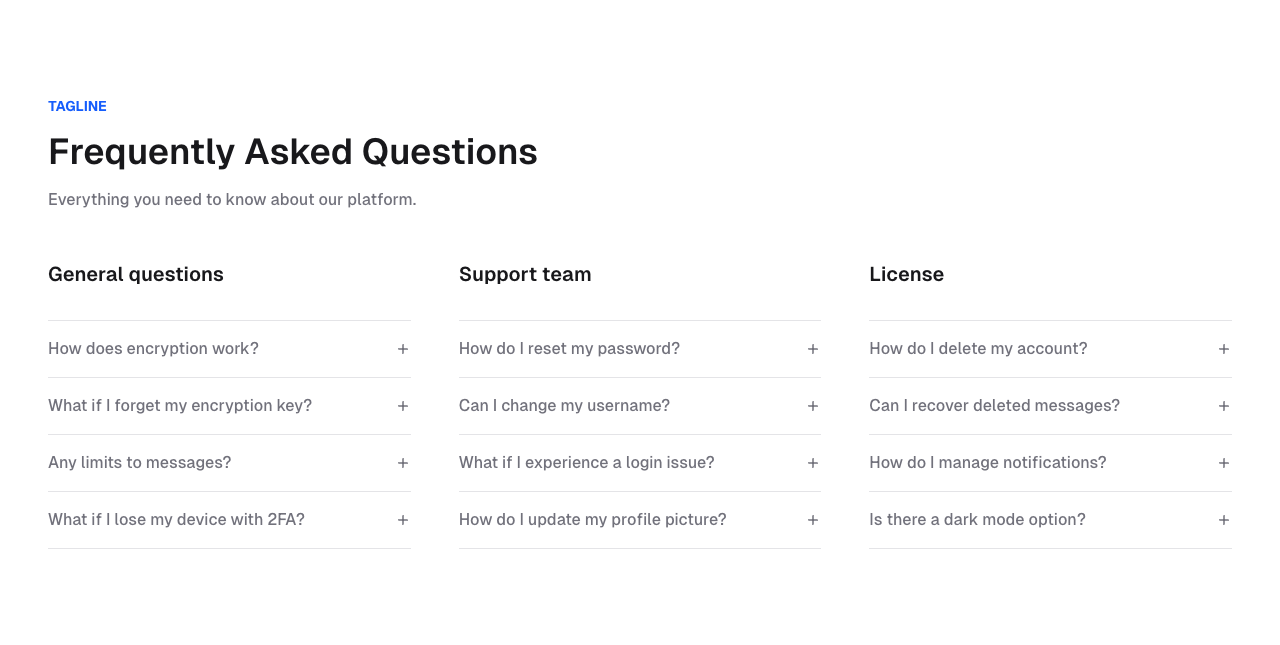 TAGLINE
Frequently Asked Questions
Everything you need to know about our platform.
General questions
How does encryption work?
What if I forget my encryption key?
Any limits to messages?
What if I lose my device with 2FA?
Support team
How do I reset my password?
Can I change my username?
What if I experience a login issue?
How do I update my profile picture?
License
How do I delete my account?
Can I recover deleted messages?
How do I manage notifications?
Is there a dark mode option?